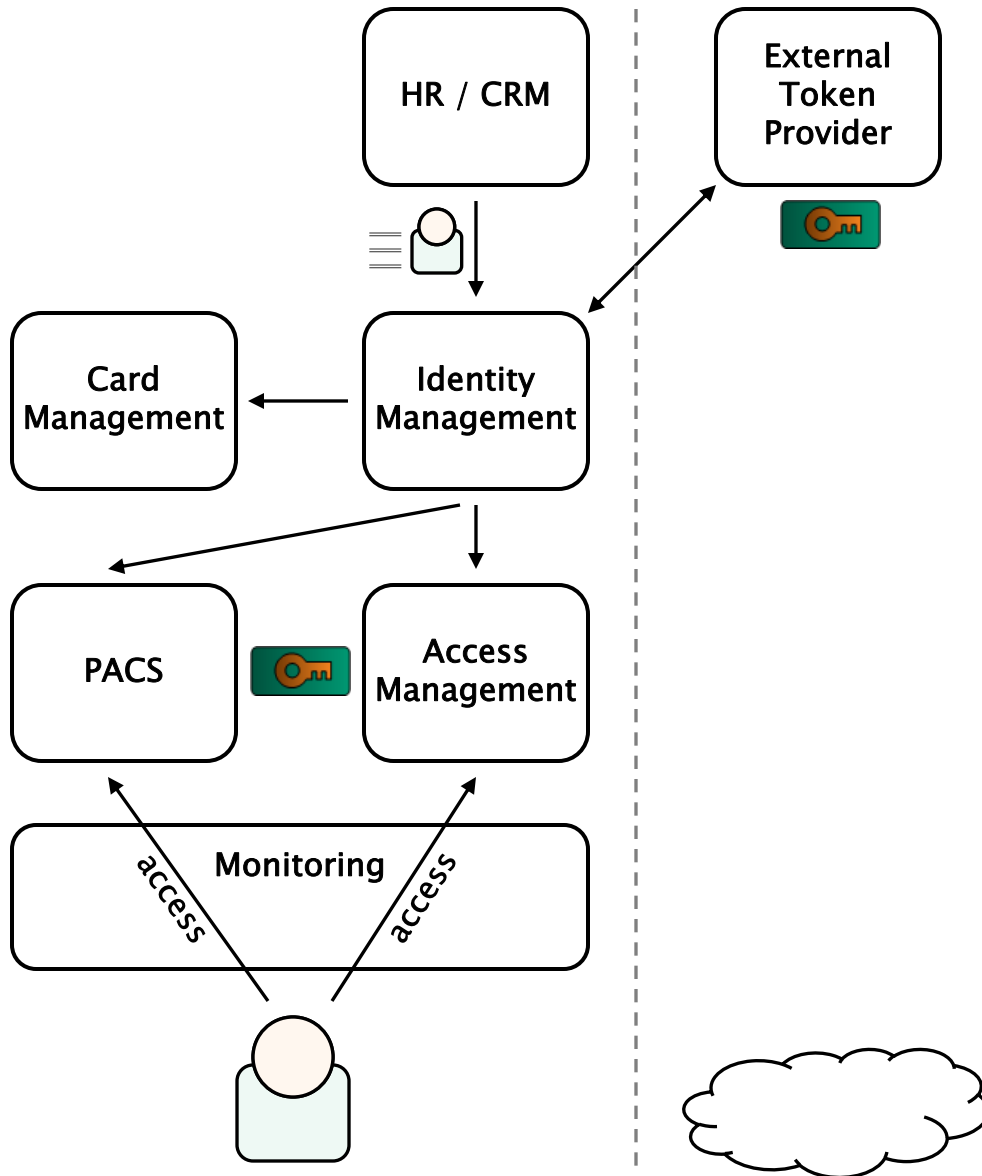 HR / CRM
External
Token
Provider
Card
Management
Identity
Management
PACS
Access
Management
Monitoring
access
access